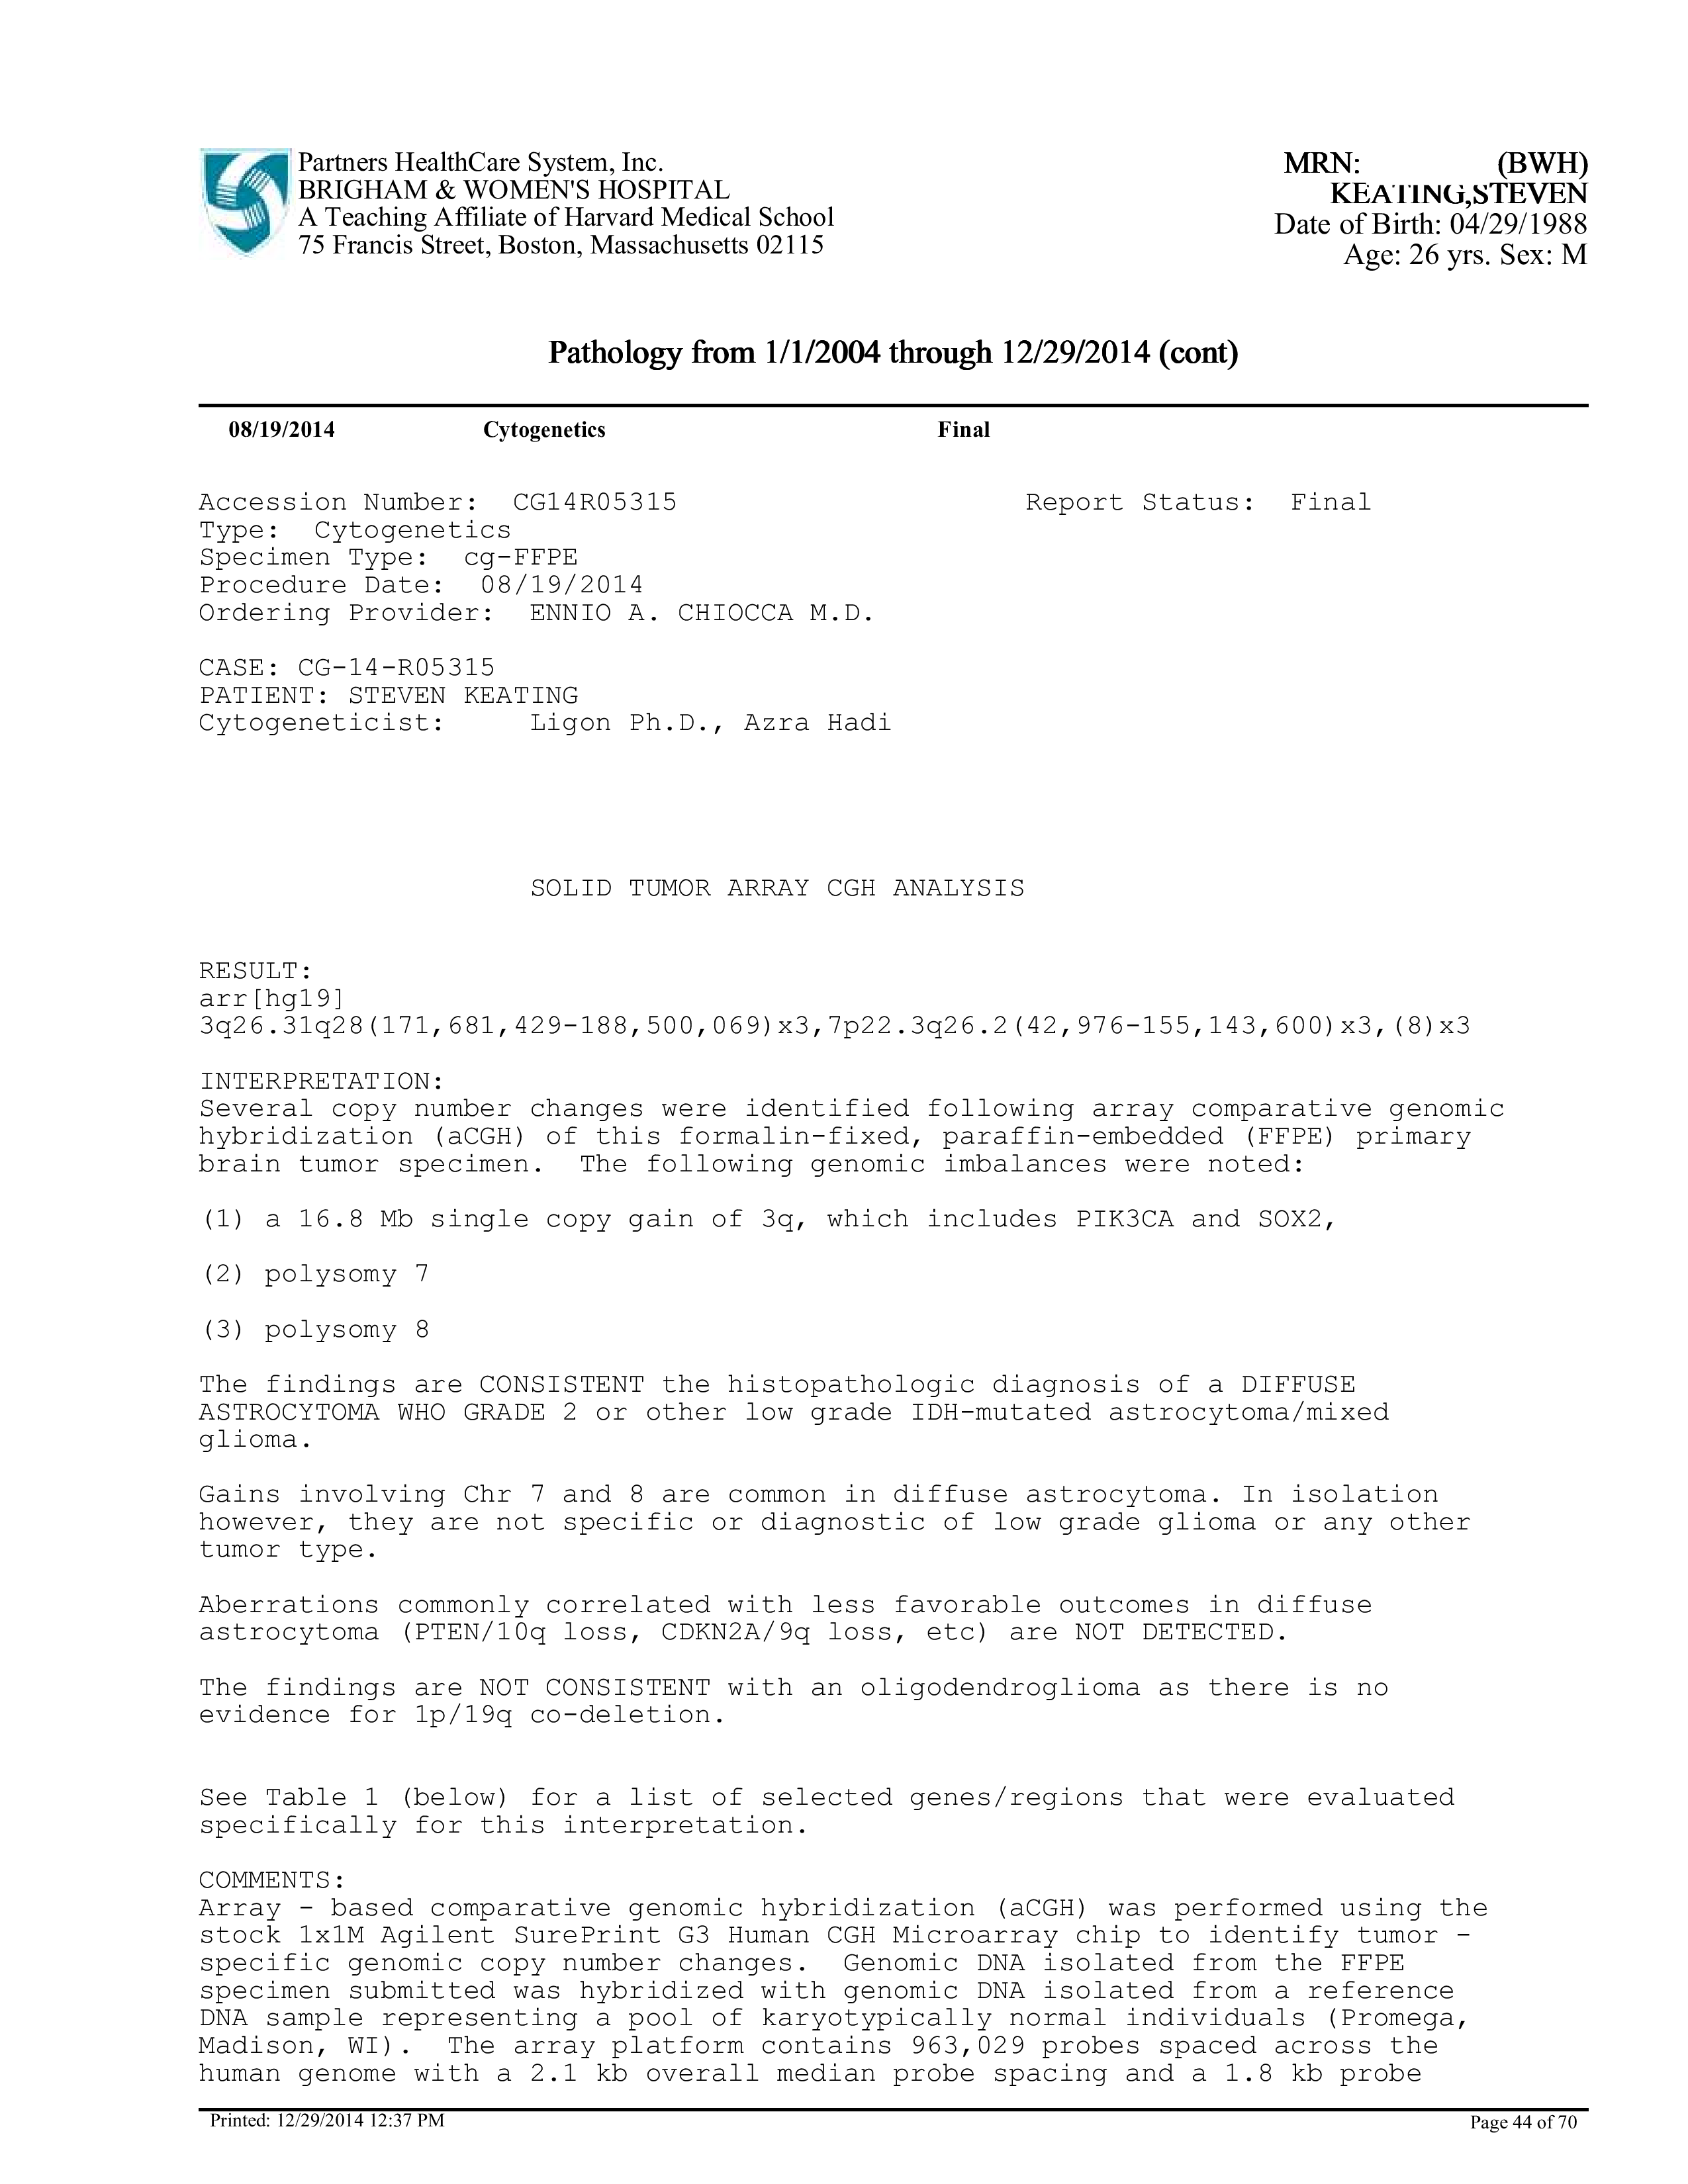 Partners HealthCare System, Inc.
BRIGHAM & WOMEN'S HOSPITAL
A Teaching Affiliate of Harvard Medical School
75 Francis Street, Boston, Massachusetts 02115
MRN: (BWH)
KEATING,STEVEN
Date of Birth: 04/29/1988
Age: 26 yrs. Sex: M
Pathology from 1/1/2004 through 12/29/2014 (cont)
08/19/2014 Cytogenetics Final
Accession Number: CG14R05315 Report Status: Final
Type: Cytogenetics
Specimen Type: cg-FFPE
Procedure Date: 08/19/2014
Ordering Provider: ENNIO A. CHIOCCA M.D.
CASE: CG-14-R05315
PATIENT: STEVEN KEATING
Cytogeneticist: Ligon Ph.D., Azra Hadi
SOLID TUMOR ARRAY CGH ANALYSIS
RESULT:
arr[hg19]
3q26.31q28(171,681,429-188,500,069)x3,7p22.3q26.2(42,976-155,143,600)x3,(8)x3
INTERPRETATION:
Several copy number changes were identified following array comparative genomic
hybridization (aCGH) of this formalin-fixed, paraffin-embedded (FFPE) primary
brain tumor specimen. The following genomic imbalances were noted:
(1) a 16.8 Mb single copy gain of 3q, which includes PIK3CA and SOX2,
(2) polysomy 7
(3) polysomy 8
The findings are CONSISTENT the histopathologic diagnosis of a DIFFUSE
ASTROCYTOMA WHO GRADE 2 or other low grade IDH-mutated astrocytoma/mixed
glioma.
Gains involving Chr 7 and 8 are common in diffuse astrocytoma. In isolation
however, they are not specific or diagnostic of low grade glioma or any other
tumor type.
Aberrations commonly correlated with less favorable outcomes in diffuse
astrocytoma (PTEN/10q loss, CDKN2A/9q loss, etc) are NOT DETECTED.
The findings are NOT CONSISTENT with an oligodendroglioma as there is no
evidence for 1p/19q co-deletion.
See Table 1 (below) for a list of selected genes/regions that were evaluated
specifically for this interpretation.
COMMENTS:
Array - based comparative genomic hybridization (aCGH) was performed using the
stock 1x1M Agilent SurePrint G3 Human CGH Microarray chip to identify tumor -
specific genomic copy number changes. Genomic DNA isolated from the FFPE
specimen submitted was hybridized with genomic DNA isolated from a reference
DNA sample representing a pool of karyotypically normal individuals (Promega,
Madison, WI). The array platform contains 963,029 probes spaced across the
human genome with a 2.1 kb overall median probe spacing and a 1.8 kb probe
Printed: 12/29/2014 12:37 PM Page 44 of 70